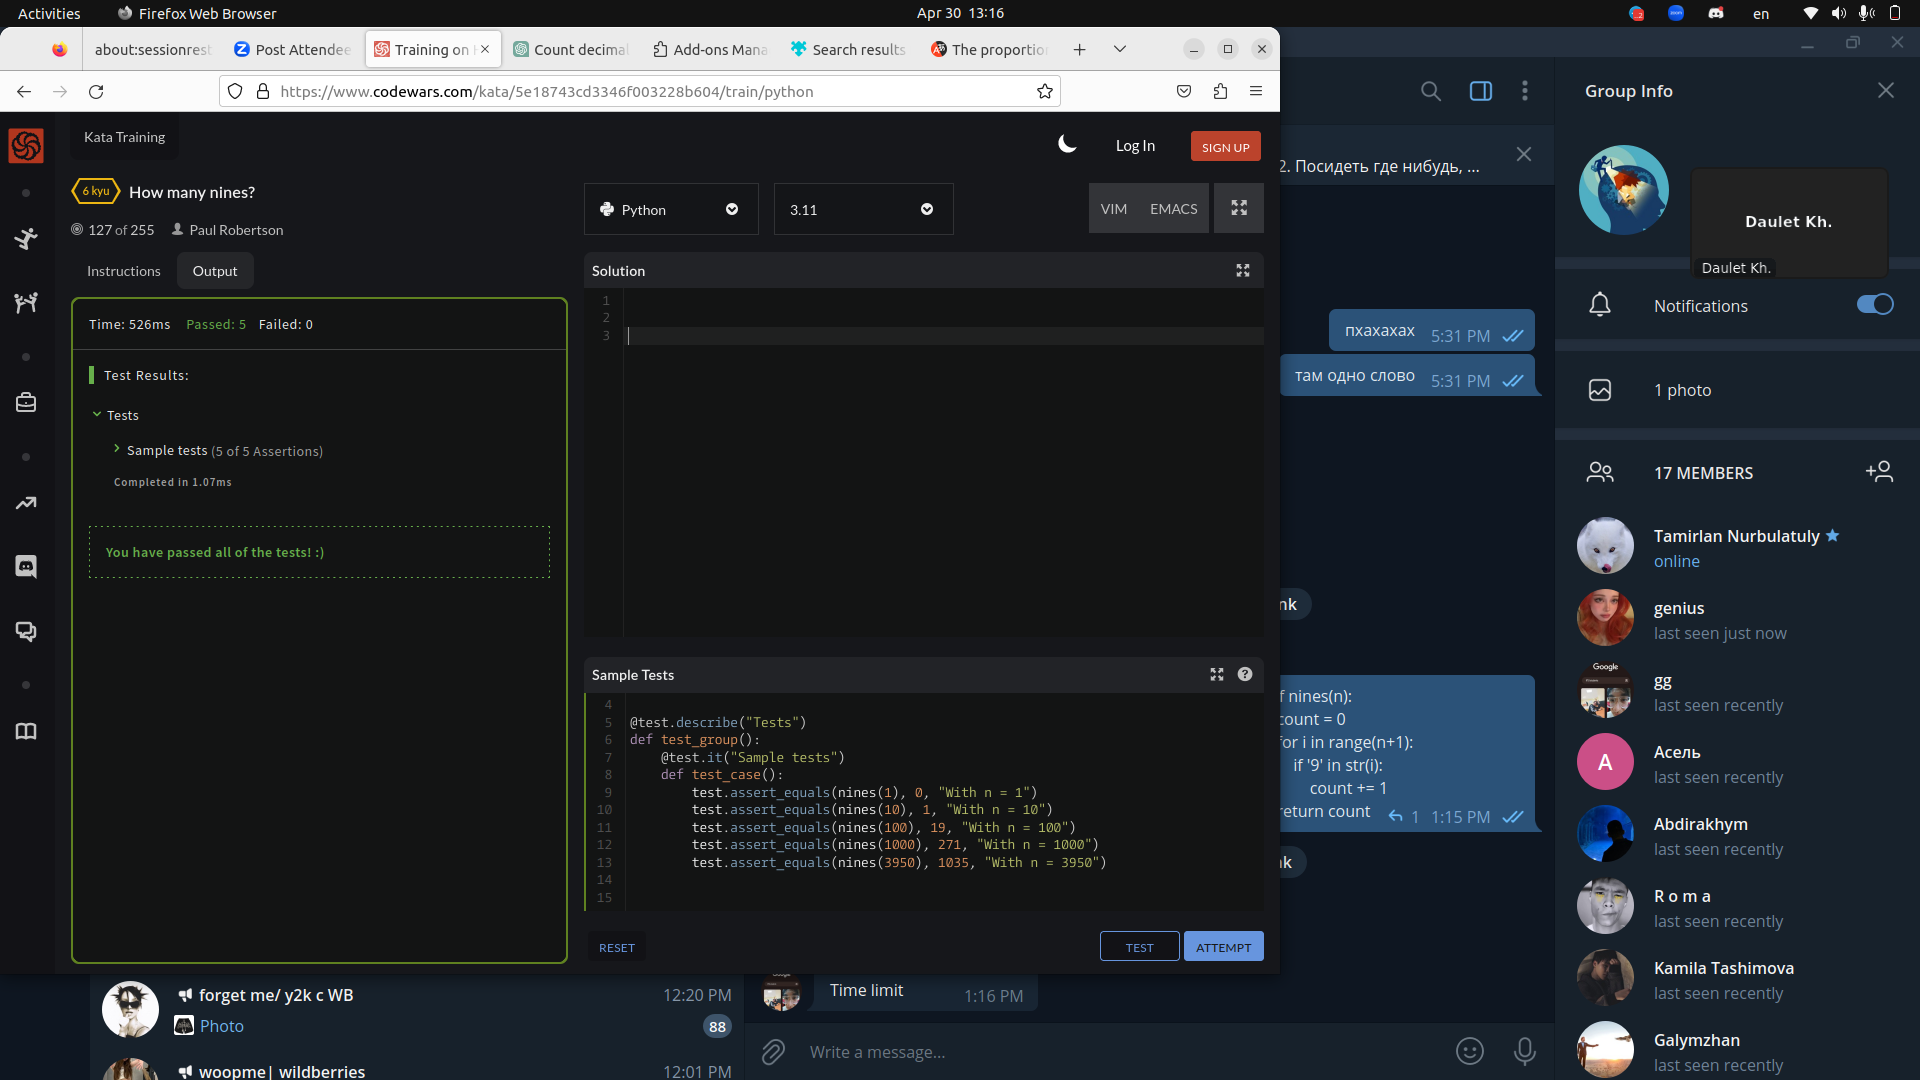 Activities
Firefox Web Browser
Apr 30 13:16
en
about:sessionrest
Post Attendee
Training on
Count decima
Add-ons Mana
Search results
The proportion
https://www.codewars.com/kata/5e18743cd3346f003228b604/train/python
Kata Training
Log In
SIGN UP
6 kyu
How many nines?
127 of 255
Paul Robertson
Python
3.11
VIM
EMACS
Instructions
Output
Time: 526ms
Passed: 5
Failed: 0
Test Results:
Tests
Sample tests (5 of 5 Assertions)
Completed in 1.07ms
You have passed all of the tests! :)
Solution
1
2
3
Sample Tests
4
5 @test.describe("Tests")
6 def test_group():
7 @test.it("Sample tests")
8 def test_case():
9 test.assert_equals(nines(1), 0, "With n = 1")
10 test.assert_equals(nines(10), 1, "With n = 10")
11 test.assert_equals(nines(100), 19, "With n = 100")
12 test.assert_equals(nines(1000), 271, "With n = 1000")
13 test.assert_equals(nines(3950), 1035, "With n = 3950")
14
15
RESET
TEST
ATTEMPT
2. Посидеть где нибудь, ...
пхахахах 5:31 PM
там одно слово 5:31 PM
nk
f nines(n):
count = 0
for i in range(n+1):
if '9' in str(i):
count += 1
return count 1 1:15 PM
nk
Time limit 1:16 PM
Write a message...
forget me/ y2k с WB
12:20 PM
Photo
88
woopme| wildberries
12:01 PM
Group Info
Daulet Kh.
Daulet Kh.
Notifications
1 photo
17 MEMBERS
Tamirlan Nurbulatuly
online
genius
last seen just now
Google
gg
last seen recently
А
Асель
last seen recently
Abdirakhym
last seen recently
R o m a
last seen recently
Kamila Tashimova
last seen recently
Galymzhan
last seen recently